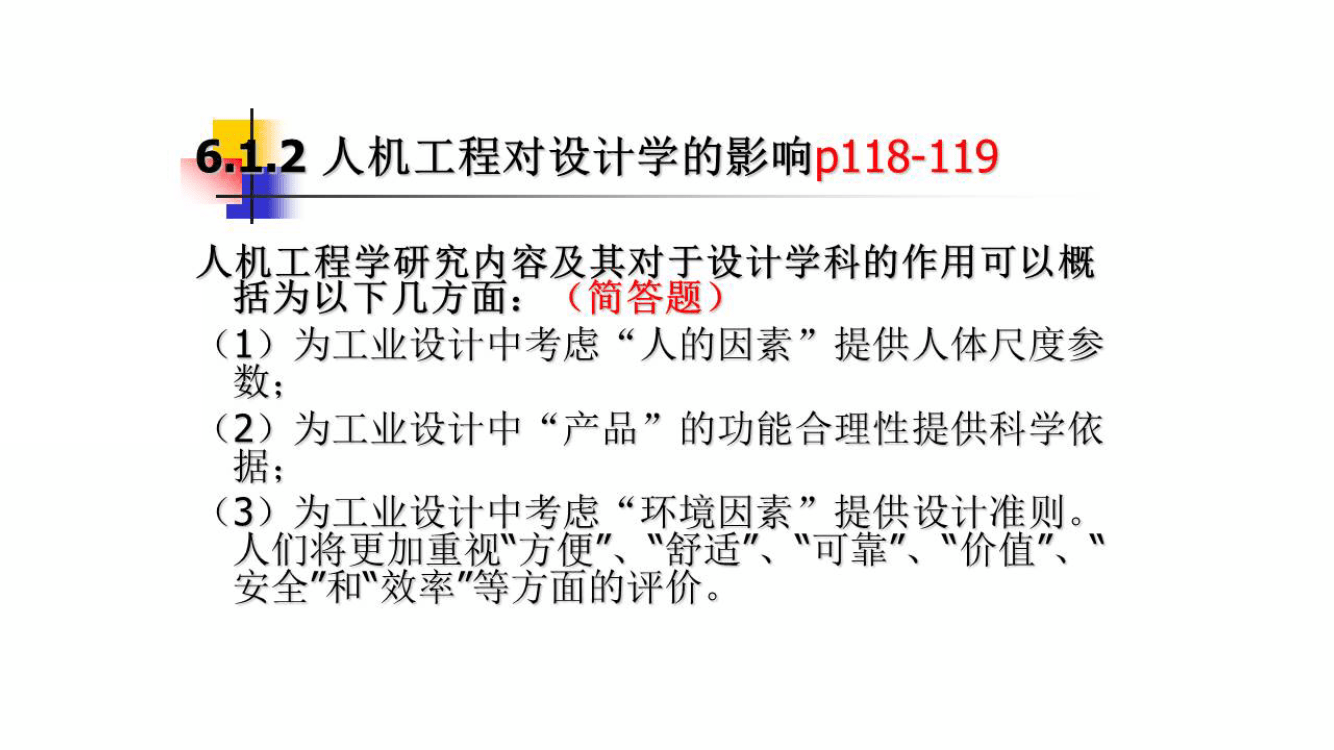 6.1.2 人机工程对设计学的影响p118-119
人机工程学研究内容及其对于设计学科的作用可以概
括为以下几方面：（简答题）
（1）为工业设计中考虑“人的因素”提供人体尺度参
数；
（2）为工业设计中“产品”的功能合理性提供科学依
据；
（3）为工业设计中考虑“环境因素”提供设计准则。
人们将更加重视“方便”、“舒适”、“可靠”、“价值”、“
安全”和“效率”等方面的评价。